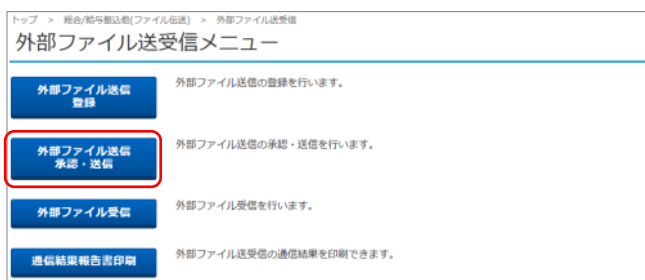 トップ > 総合/給与振込他(ファイル伝送) > 外部ファイル送受信
外部ファイル送受信メニュー
外部ファイル送信
登録
外部ファイル送信の登録を行います。
外部ファイル送信
承認・送信
外部ファイル送信の承認・送信を行います。
外部ファイル受信
外部ファイル受信を行います。
通信結果報告書印刷
外部ファイル送受信の通信結果を印刷できます。